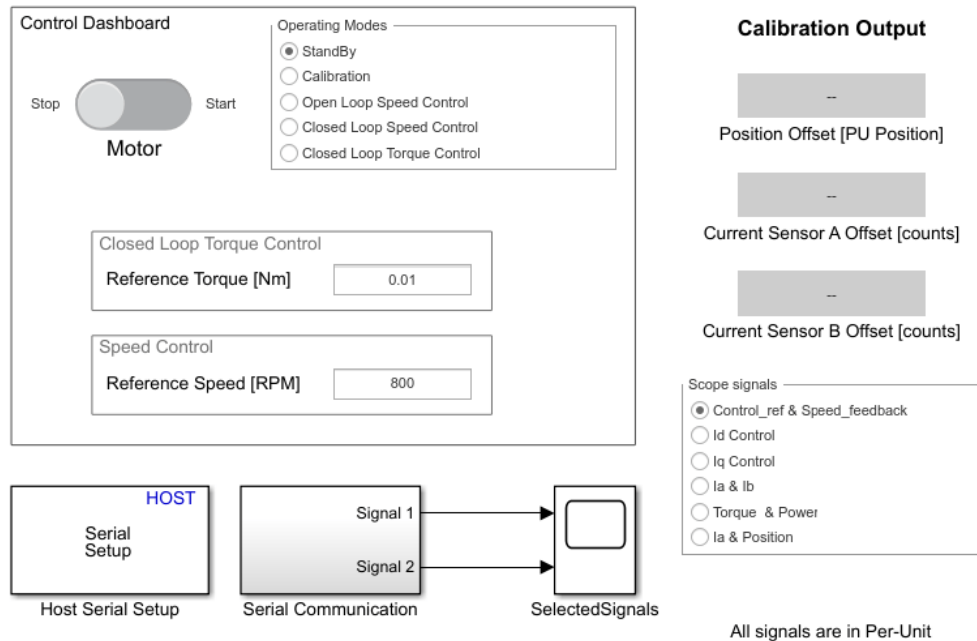 Control Dashboard
Stop
Start
Motor
Operating Modes
StandBy
Calibration
Open Loop Speed Control
Closed Loop Speed Control
Closed Loop Torque Control
Closed Loop Torque Control
Reference Torque [Nm]
0.01
Speed Control
Reference Speed [RPM]
800
Calibration Output
--
Position Offset [PU Position]
--
Current Sensor A Offset [counts]
--
Current Sensor B Offset [counts]
Scope signals
Control_ref & Speed_feedback
Id Control
Iq Control
Ia & Ib
Torque & Power
Ia & Position
HOST
Serial
Setup
Host Serial Setup
Signal 1
Signal 2
Serial Communication
SelectedSignals
All signals are in Per-Unit